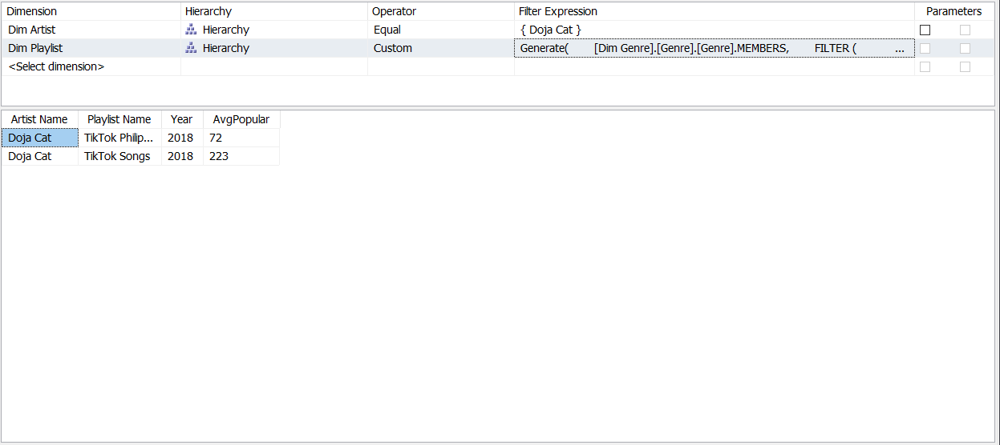 Dimension Hierarchy Operator Filter Expression Parameters
Dim Artist Hierarchy Equal { Doja Cat }
Dim Playlist Hierarchy Custom Generate( [Dim Genre].[Genre].[Genre].MEMBERS, FILTER ( ...
<Select dimension>
Artist Name Playlist Name Year AvgPopular
Doja Cat TikTok Philip... 2018 72
Doja Cat TikTok Songs 2018 223